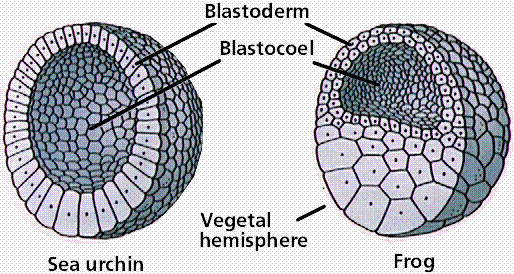 Blastoderm
Blastocoel
Vegetal
hemisphere
Sea urchin
Frog